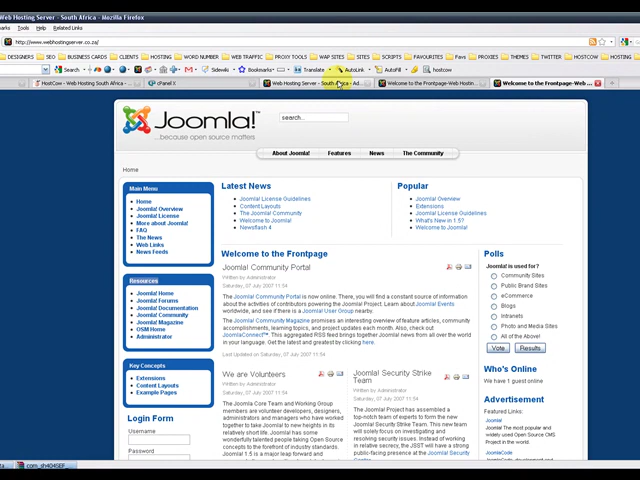 Web Hosting Server - South Africa - Mozilla Firefox
marks Tools Help Related Links
http://www.webhostingserver.co.za/
DESIGNERS SEO BUSINESS CARDS CLIENTS HOSTING WORD NUMBER WEB TRAFFIC PROXY TOOLS WAP SITES SCRIPTS FAVOURITES Favs PROXIES THEMES TWITTER SCHOOL WORDPRESS
Search Sidewiki Bookmarks Translate AutoLink AutoFill hostcow
HostCow - Web Hosting South Africa -... cPanel X Web Hosting Server - South Africa - Ad... Welcome to the Frontpage-Web Hostin... Welcome to the Frontpage-Web ...
Joomla!™
...because open source matters
search...
About Joomla! Features News The Community
Home
Main Menu
Home
Joomla! Overview
Joomla! License
More about Joomla!
FAQ
The News
Web Links
News Feeds
Resources
Joomla! Home
Joomla! Forums
Joomla! Documentation
Joomla! Community
Joomla! Magazine
OSM Home
Administrator
Key Concepts
Extensions
Content Layouts
Example Pages
Login Form
Username
Password
Latest News
Joomla! License Guidelines
Content Layouts
The Joomla! Community
Welcome to Joomla!
Newsflash 4
Popular
Joomla! Overview
Extensions
Joomla! License Guidelines
What's New in 1.5?
Welcome to Joomla!
Welcome to the Frontpage
Joomla! Community Portal
Written by Administrator
Saturday, 07 July 2007 11:54
The Joomla! Community Portal is now online. There, you will find a constant source of information
about the activities of contributors powering the Joomla! Project. Learn about Joomla! Events
worldwide, and see if there is a Joomla! User Group nearby.
The Joomla! Community Magazine promises an interesting overview of feature articles, community
accomplishments, learning topics, and project updates each month. Also, check out
JoomlaConnect™. This aggregated RSS feed brings together Joomla! news from all over the world
in your language. Get the latest and greatest by clicking here.
Last Updated on Saturday, 07 July 2007 11:54
We are Volunteers
Written by Administrator
Saturday, 07 July 2007 11:54
The Joomla Core Team and Working Group
members are volunteer developers, designers,
administrators and managers who have worked
together to take Joomla! to new heights in its
relatively short life. Joomla! has some
wonderfully talented people taking Open Source
concepts to the forefront of industry standards.
Joomla! 1.5 is a major leap forward and
Joomla! Security Strike
Team
Written by Administrator
Saturday, 07 July 2007 11:54
The Joomla! Project has assembled a
top-notch team of experts to form the new
Joomla! Security Strike Team. This new team
will solely focus on investigating and
resolving security issues. Instead of working
in relative secrecy, the JSST will have a
strong public-facing presence at the Joomla! Security
Polls
Joomla! is used for?
Community Sites
Public Brand Sites
eCommerce
Blogs
Intranets
Photo and Media Sites
All of the Above!
Vote Results
Who's Online
We have 1 guest online
Advertisement
Featured Links:
Joomla!
Joomla! The most popular and
widely used Open Source CMS
Project in the world.
JoomlaCode